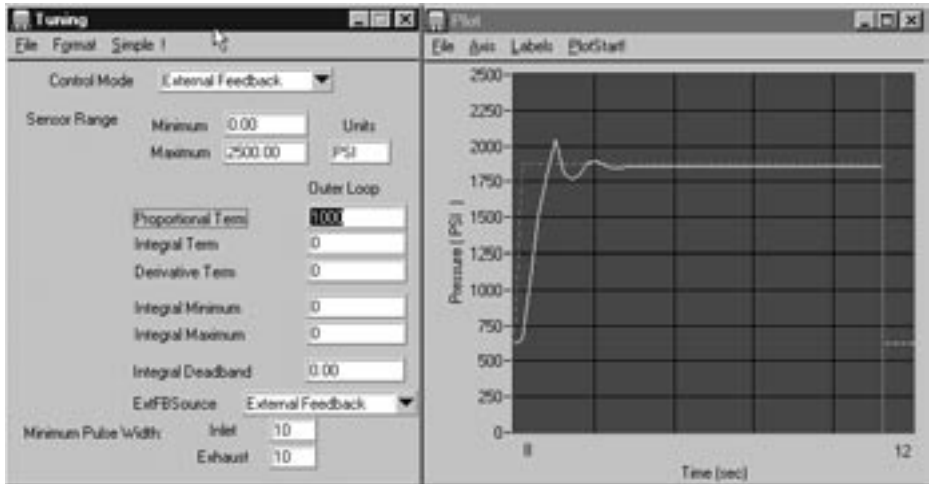 Tuning
File Format Simple !
Control Mode External Feedback
Sensor Range Minimum 0.00 Units
Maximum 2500.00 PSI
Outer Loop
Proportional Term 1000
Integral Term 0
Derivative Term 0
Integral Minimum 0
Integral Maximum 0
Integral Deadband 0.00
ExtFBSource External Feedback
Minimum Pulse Width: Inlet 10
Exhaust 10
Plot
File Axis Labels PlotStart!
2500
2250
2000
1750
1500
1250
1000
750
500
250
0
Pressure ( PSI )
8 12
Time (sec)